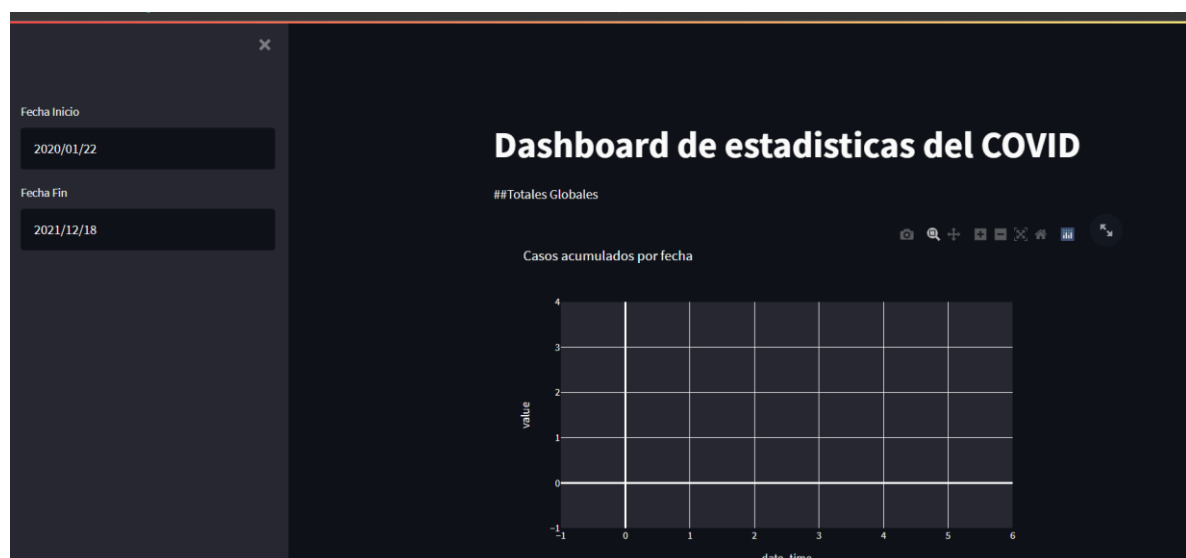 Fecha Inicio
2020/01/22
Fecha Fin
2021/12/18
Dashboard de estadisticas del COVID
##Totales Globales
Casos acumulados por fecha
4
3
2
1
0
−1
value
−1 0 1 2 3 4 5 6
date_time